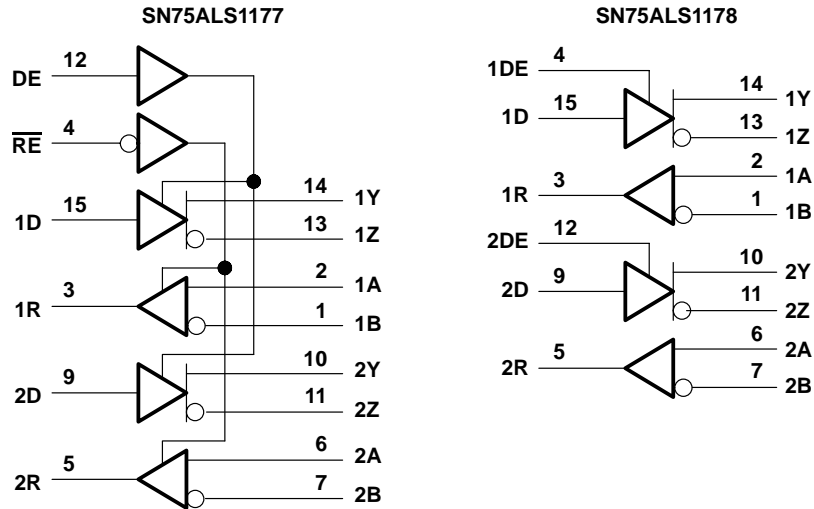 SN75ALS1177
DE 12
RE 4
1D 15
14 1Y
13 1Z
1R 3
2 1A
1 1B
2D 9
10 2Y
11 2Z
2R 5
6 2A
7 2B
SN75ALS1178
1DE 4
1D 15
14 1Y
13 1Z
1R 3
2 1A
1 1B
2DE 12
2D 9
10 2Y
11 2Z
2R 5
6 2A
7 2B